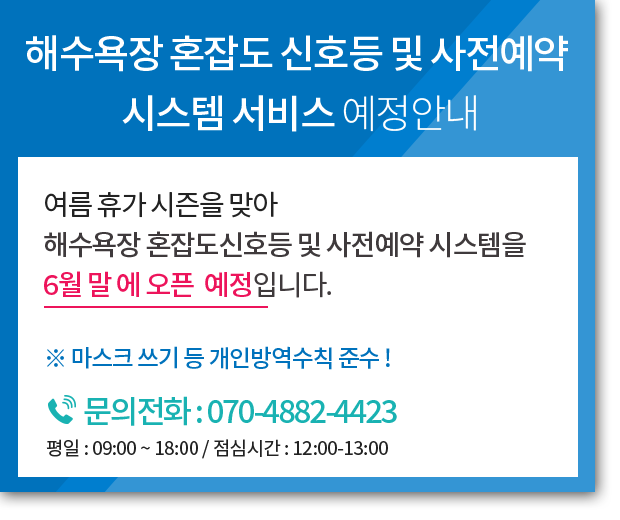 해수욕장 혼잡도 신호등 및 사전예약
시스템 서비스 예정안내
여름 휴가 시즌을 맞아
해수욕장 혼잡도신호등 및 사전예약 시스템을
6월 말 에 오픈 예정입니다.
※ 마스크 쓰기 등 개인방역수칙 준수 !
문의전화 : 070-4882-4423
평일 : 09:00 ~ 18:00 / 점심시간 : 12:00-13:00